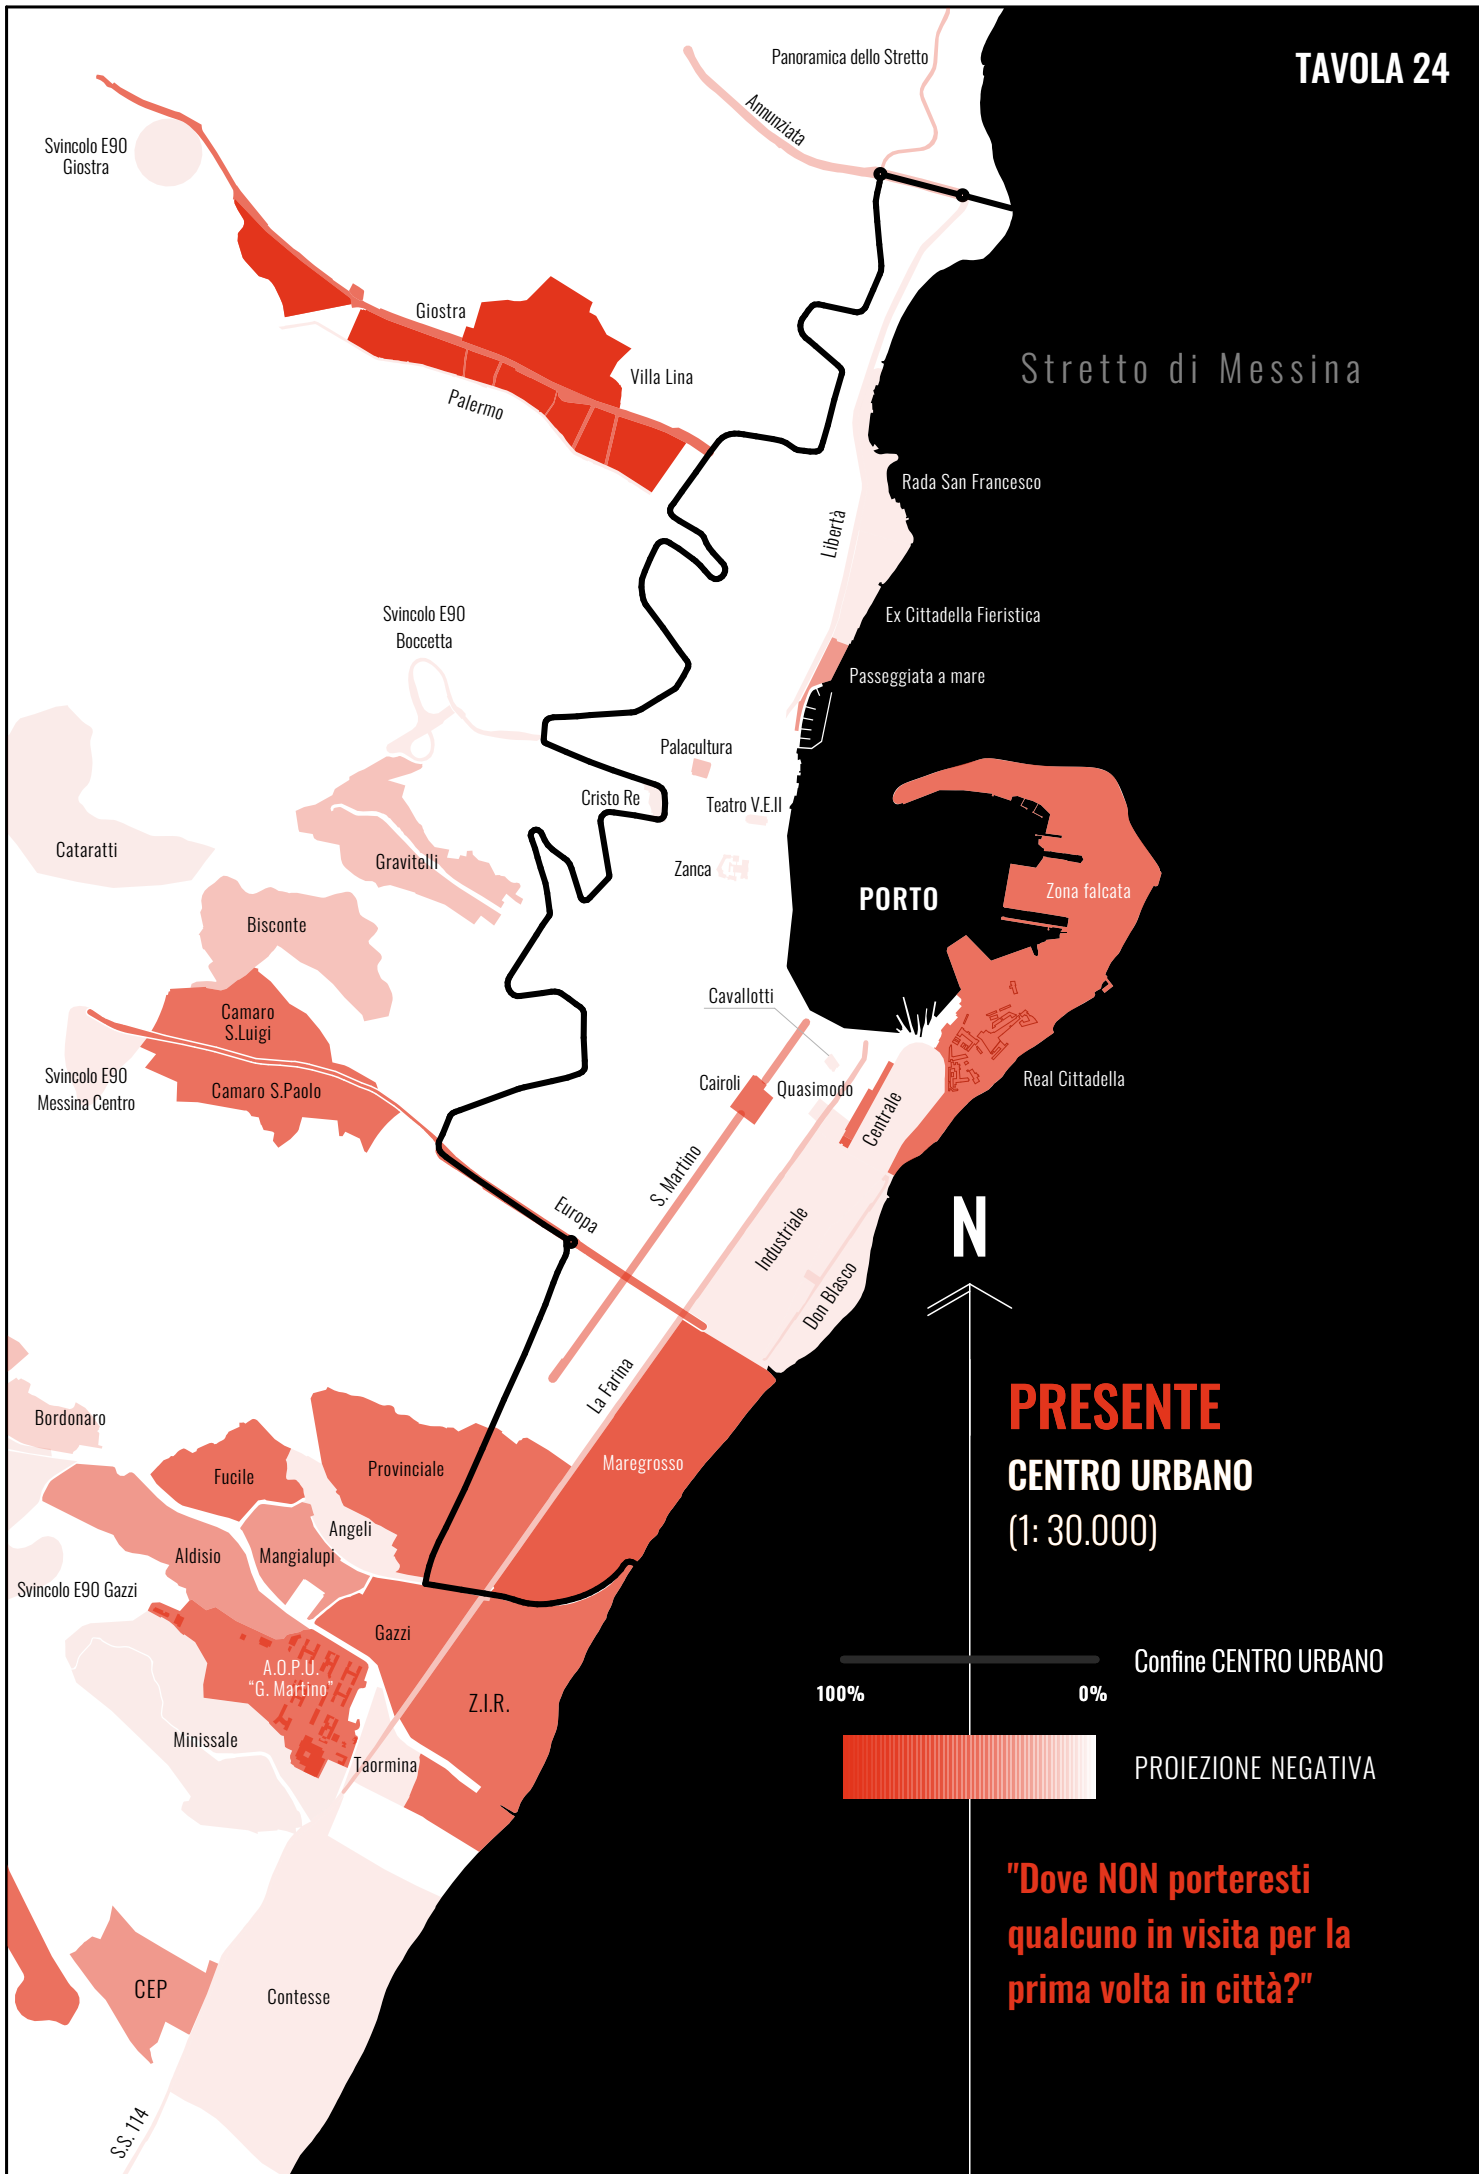 TAVOLA 24
Panoramica dello Stretto
Annunziata
Svincolo E90
Giostra
Giostra
Villa Lina
Palermo
Stretto di Messina
Rada San Francesco
Libertà
Ex Cittadella Fieristica
Svincolo E90
Boccetta
Passeggiata a mare
Palacultura
Cristo Re
Teatro V.E.II
Zanca
Cataratti
Gravitelli
PORTO
Zona falcata
Bisconte
Cavallotti
Camaro
S.Luigi
Camaro S.Paolo
Svincolo E90
Messina Centro
Cairoli
Quasimodo
Centrale
Real Cittadella
S. Martino
Europa
Industriale
Don Blasco
N
La Farina
Bordonaro
Fucile
Provinciale
Maregrosso
Angeli
Aldisio
Mangialupi
Svincolo E90 Gazzi
Gazzi
A.O.P.U.
“G. Martino”
Z.I.R.
Minissale
Taormina
CEP
Contesse
S.S. 114
PRESENTE
CENTRO URBANO
(1: 30.000)
Confine CENTRO URBANO
100%
0%
PROIEZIONE NEGATIVA
"Dove NON porteresti
qualcuno in visita per la
prima volta in città?"